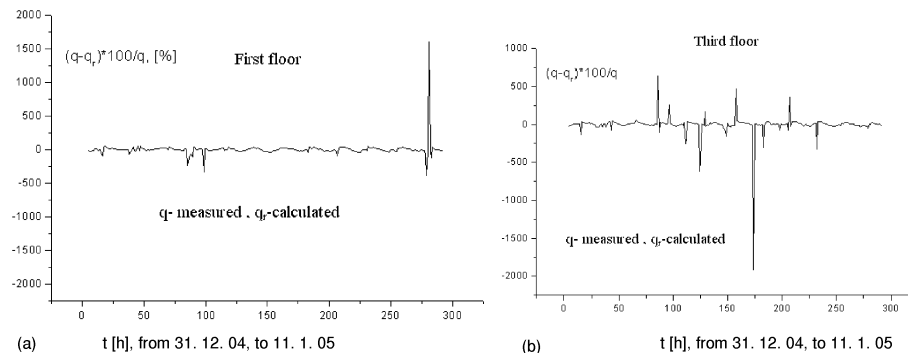 2000
1500
1000
500
0
-500
-1000
-1500
-2000
(q-qr)*100/q, [%]
First floor
q- measured , qr-calculated
0 50 100 150 200 250 300
(a) t [h], from 31. 12. 04, to 11. 1. 05
Third floor
1000
500
0
-500
-1000
-1500
-2000
(q-qr)*100/q
q- measured , qr-calculated
0 50 100 150 200 250 300
(b) t [h], from 31. 12. 04, to 11. 1. 05